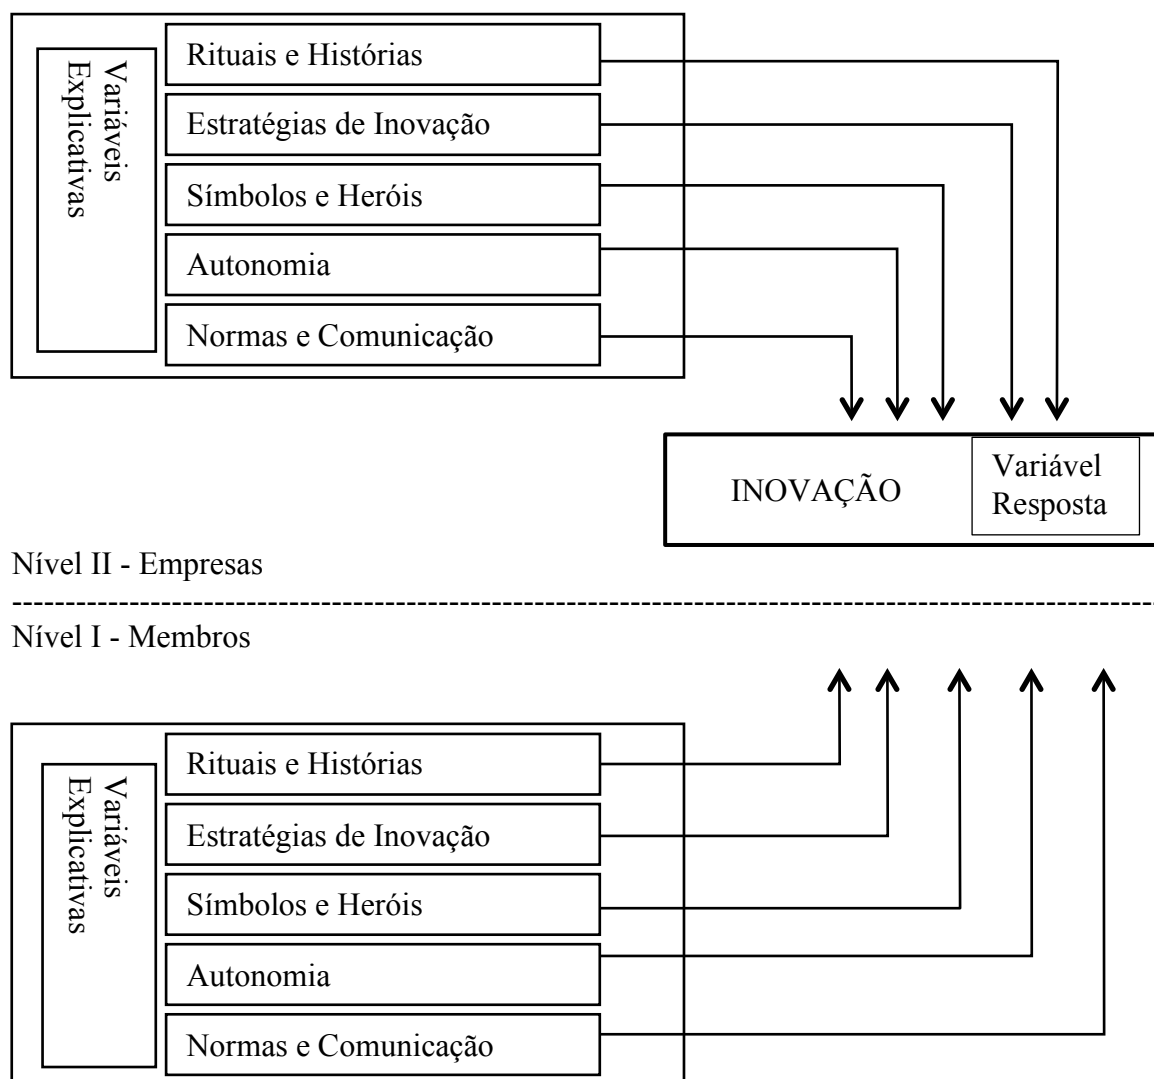 Variáveis
Explicativas
Rituais e Histórias
Estratégias de Inovação
Símbolos e Heróis
Autonomia
Normas e Comunicação
INOVAÇÃO
Variável
Resposta
Nível II - Empresas
Nível I - Membros
Variáveis
Explicativas
Rituais e Histórias
Estratégias de Inovação
Símbolos e Heróis
Autonomia
Normas e Comunicação